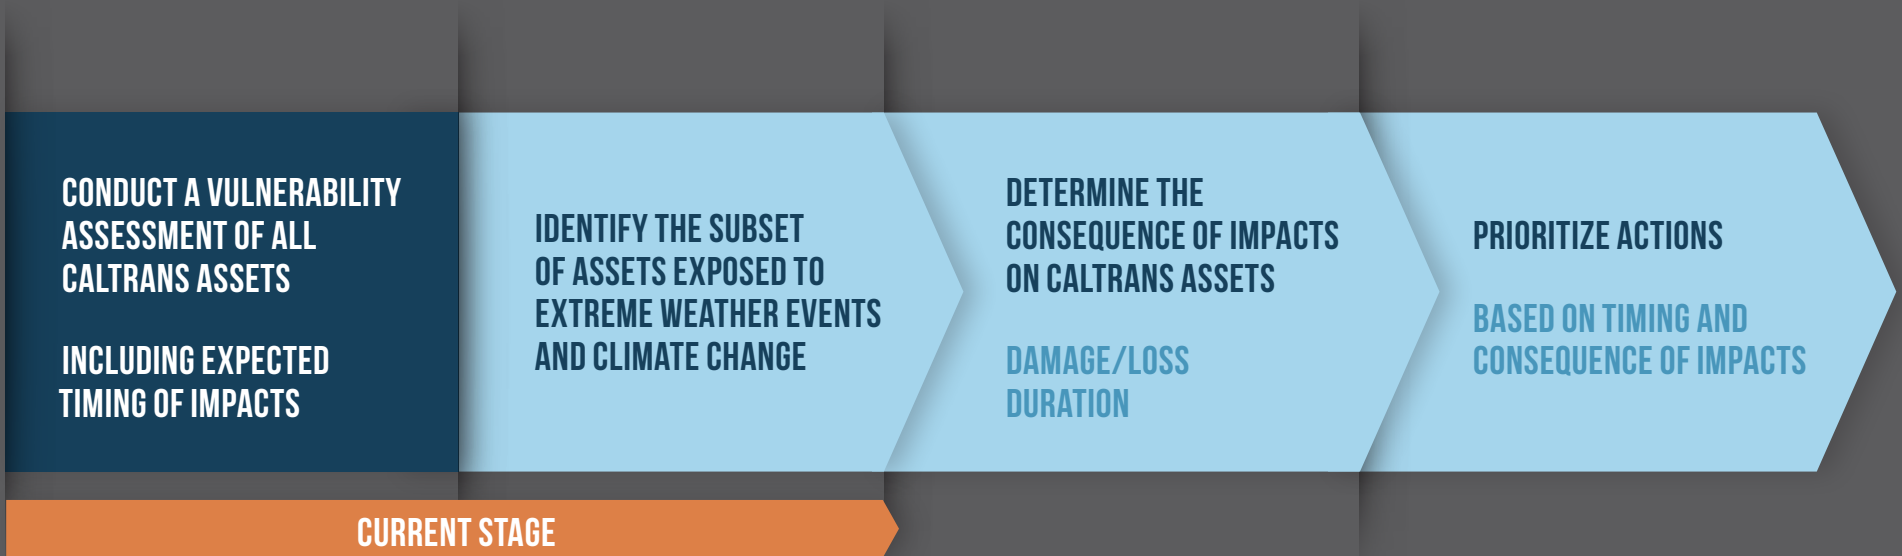 CONDUCT A VULNERABILITY
ASSESSMENT OF ALL
CALTRANS ASSETS
INCLUDING EXPECTED
TIMING OF IMPACTS
IDENTIFY THE SUBSET
OF ASSETS EXPOSED TO
EXTREME WEATHER EVENTS
AND CLIMATE CHANGE
DETERMINE THE
CONSEQUENCE OF IMPACTS
ON CALTRANS ASSETS
DAMAGE/LOSS
DURATION
PRIORITIZE ACTIONS
BASED ON TIMING AND
CONSEQUENCE OF IMPACTS
CURRENT STAGE